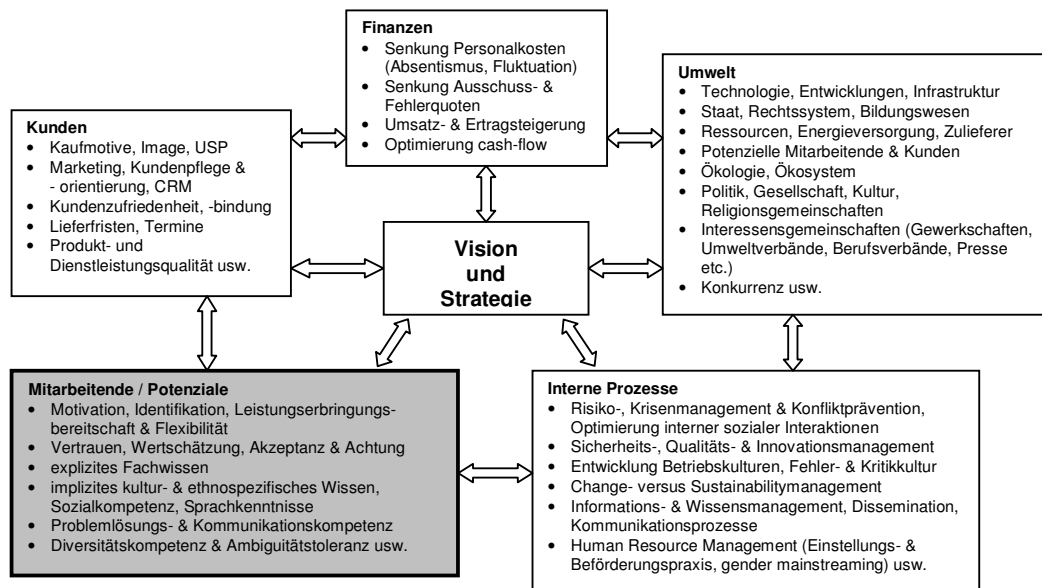 Finanzen
• Senkung Personalkosten
(Absentismus, Fluktuation)
• Senkung Ausschuss- &
Fehlerquoten
• Umsatz- & Ertragsteigerung
• Optimierung cash-flow
Umwelt
• Technologie, Entwicklungen, Infrastruktur
• Staat, Rechtssystem, Bildungswesen
• Ressourcen, Energieversorgung, Zulieferer
• Potenzielle Mitarbeitende & Kunden
• Ökologie, Ökosystem
• Politik, Gesellschaft, Kultur,
Religionsgemeinschaften
• Interessensgemeinschaften (Gewerkschaften,
Umweltverbände, Berufsverbände, Presse
etc.)
• Konkurrenz usw.
Kunden
• Kaufmotive, Image, USP
• Marketing, Kundenpflege &
- orientierung, CRM
• Kundenzufriedenheit, -bindung
• Lieferfristen, Termine
• Produkt- und
Dienstleistungsqualität usw.
Vision
und
Strategie
Mitarbeitende / Potenziale
• Motivation, Identifikation, Leistungserbringungs-
bereitschaft & Flexibilität
• Vertrauen, Wertschätzung, Akzeptanz & Achtung
• explizites Fachwissen
• implizites kultur- & ethnospezifisches Wissen,
Sozialkompetenz, Sprachkenntnisse
• Problemlösungs- & Kommunikationskompetenz
• Diversitätskompetenz & Ambiguitätstoleranz usw.
Interne Prozesse
• Risiko-, Krisenmanagement & Konfliktprävention,
Optimierung interner sozialer Interaktionen
• Sicherheits-, Qualitäts- & Innovationsmanagement
• Entwicklung Betriebskulturen, Fehler- & Kritikkultur
• Change- versus Sustainabilitymanagement
• Informations- & Wissensmanagement, Dissemination,
Kommunikationsprozesse
• Human Resource Management (Einstellungs- &
Beförderungspraxis, gender mainstreaming) usw.